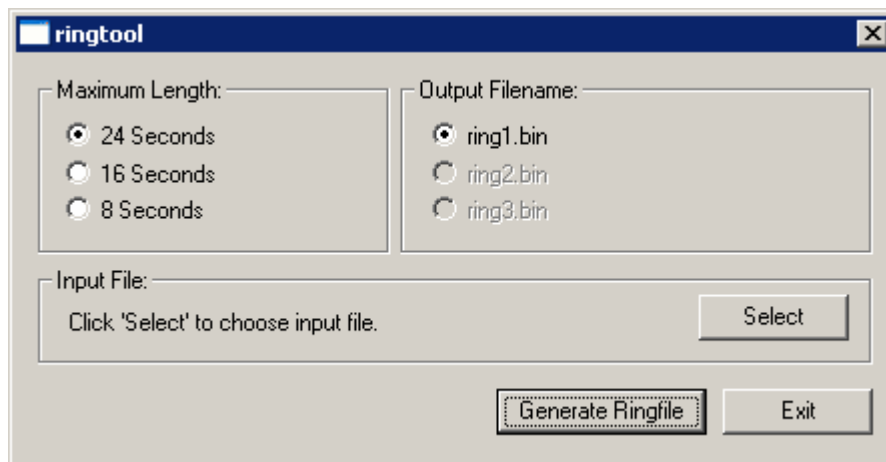 ringtool
Maximum Length:
24 Seconds
16 Seconds
8 Seconds
Output Filename:
ring1.bin
ring2.bin
ring3.bin
Input File:
Click 'Select' to choose input file.
Select
Generate Ringfile
Exit